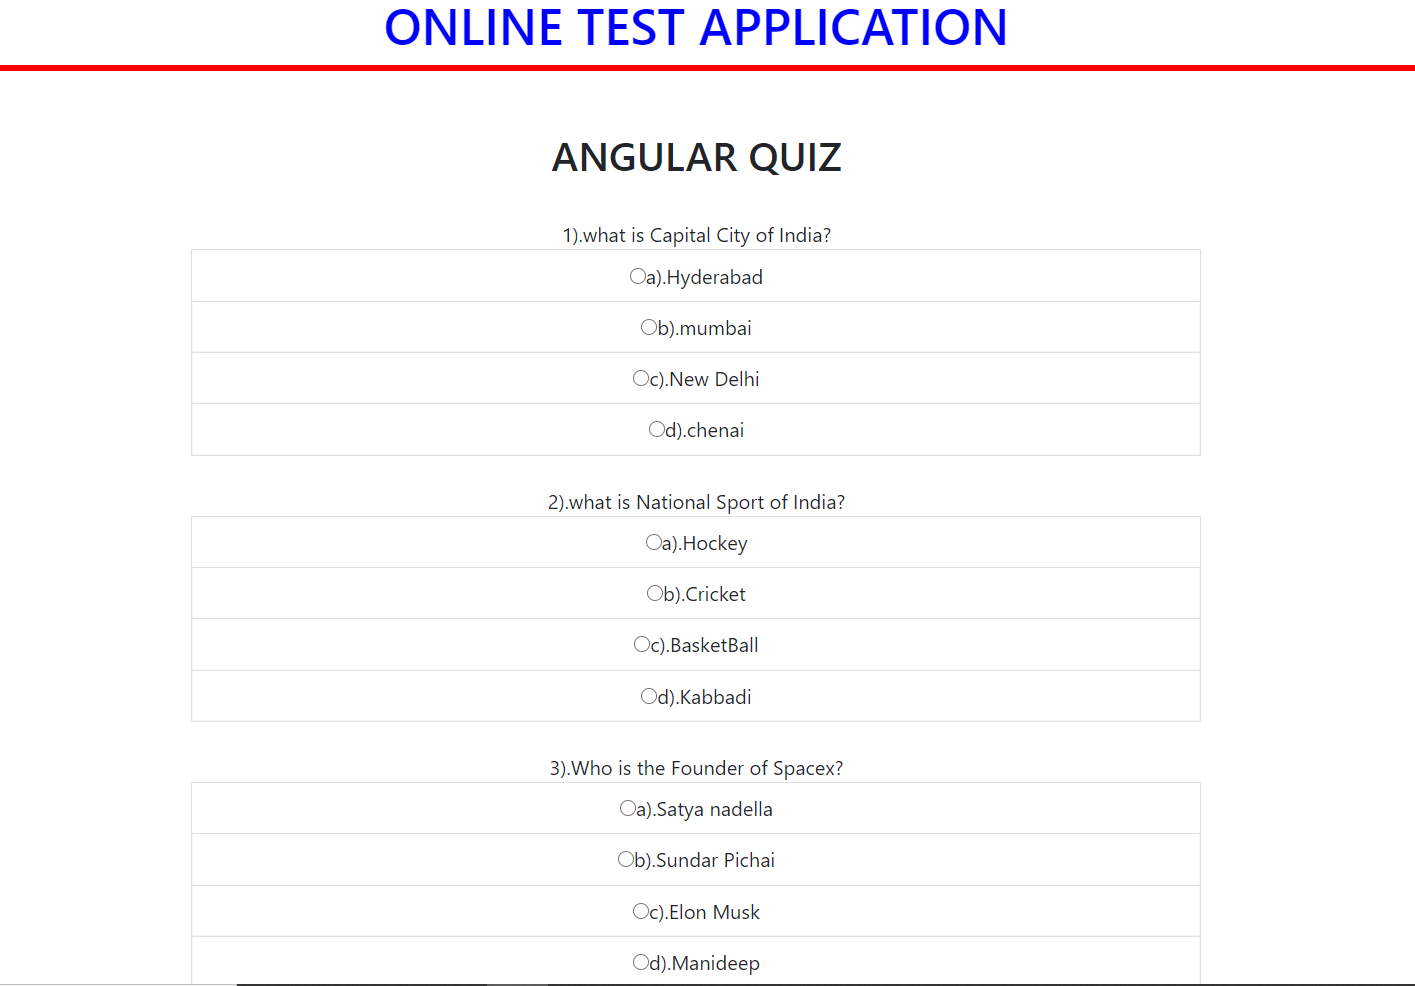 ONLINE TEST APPLICATION
ANGULAR QUIZ
1).what is Capital City of India?
a).Hyderabad
b).mumbai
c).New Delhi
d).chenai
2).what is National Sport of India?
a).Hockey
b).Cricket
c).BasketBall
d).Kabbadi
3).Who is the Founder of Spacex?
a).Satya nadella
b).Sundar Pichai
c).Elon Musk
d).Manideep